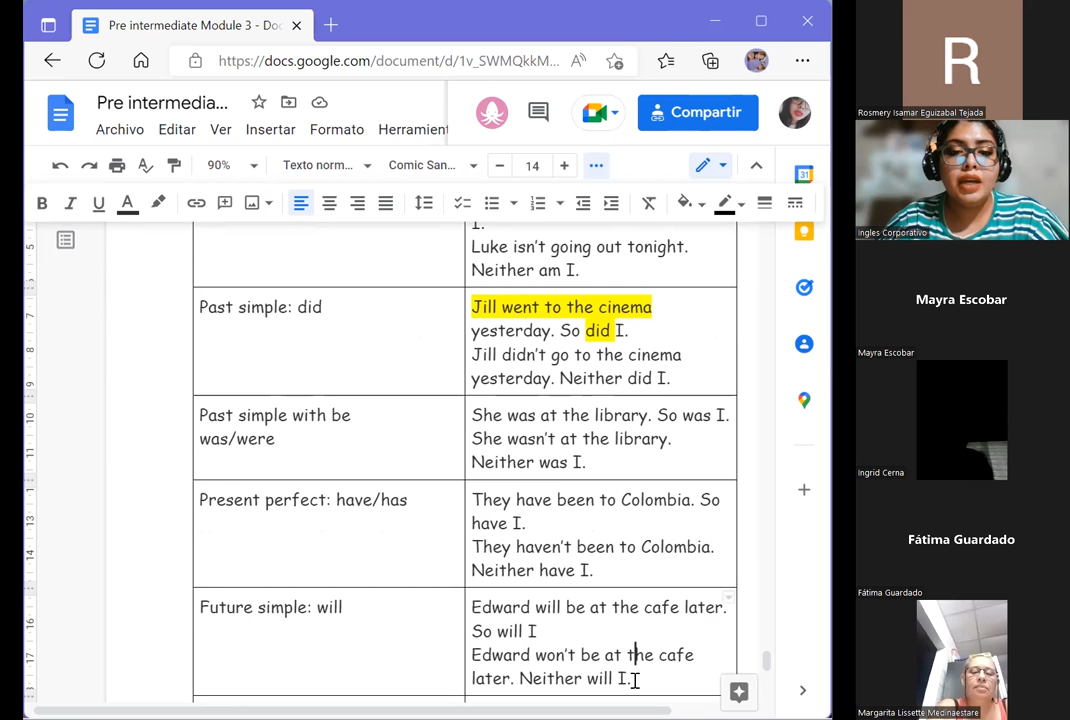 Pre intermediate Module 3 - Doc
https://docs.google.com/document/d/1v_SWMQkkM...
Pre intermedia...
Archivo Editar Ver Insertar Formato Herramien
Compartir
90% Texto norm... Comic San... 14
31
I.
Luke isn't going out tonight.
Neither am I.
Past simple: did
Jill went to the cinema
yesterday. So did I.
Jill didn't go to the cinema
yesterday. Neither did I.
Past simple with be
was/were
She was at the library. So was I.
She wasn't at the library.
Neither was I.
Present perfect: have/has
They have been to Colombia. So
have I.
They haven't been to Colombia.
Neither have I.
Future simple: will
Edward will be at the cafe later.
So will I
Edward won't be at the cafe
later. Neither will I.
R
Rosmery Isamar Eguizabal Tejada
Ingles Corporativo
Mayra Escobar
Mayra Escobar
Ingrid Cerna
Fátima Guardado
Fátima Guardado
Margarita Lissette Medinaestare